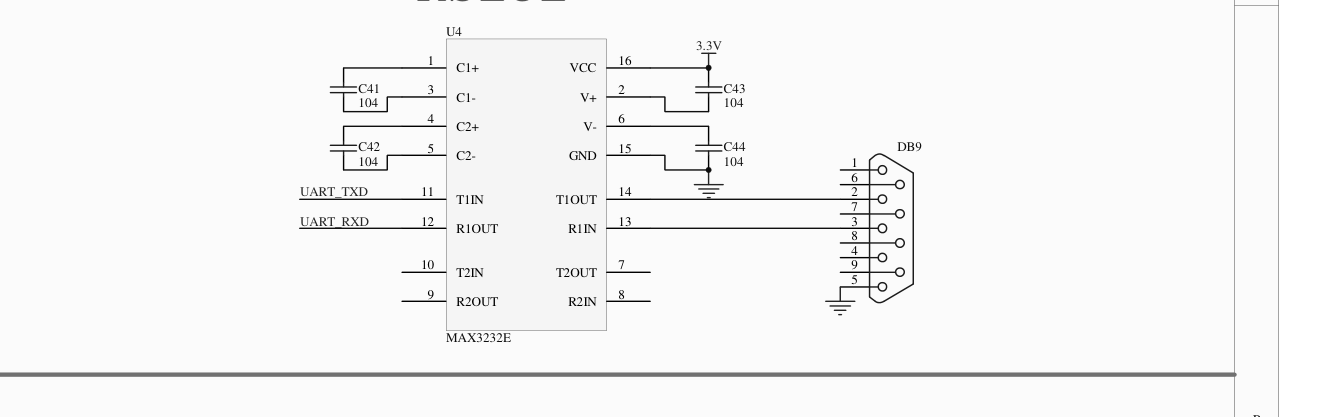 U4
3.3V
1 C1+ VCC 16
C41
104
3 C1- V+ 2
C43
104
4 C2+ V- 6
C42
104
5 C2- GND 15
C44
104
DB9
UART_TXD 11 T1IN T1OUT 14
UART_RXD 12 R1OUT R1IN 13
10 T2IN T2OUT 7
9 R2OUT R2IN 8
MAX3232E
1
6
2
7
3
8
4
9
5